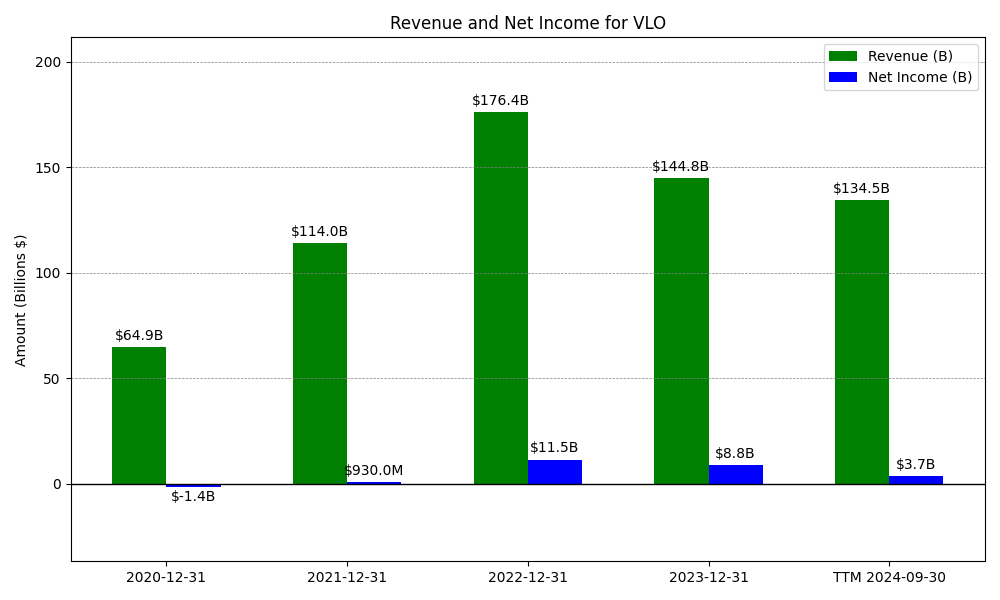 Revenue and Net Income for VLO
Revenue (B)
Net Income (B)
Amount (Billions $)
200
150
100
50
0
$64.9B
$-1.4B
$114.0B
$930.0M
$176.4B
$11.5B
$144.8B
$8.8B
$134.5B
$3.7B
2020-12-31
2021-12-31
2022-12-31
2023-12-31
TTM 2024-09-30